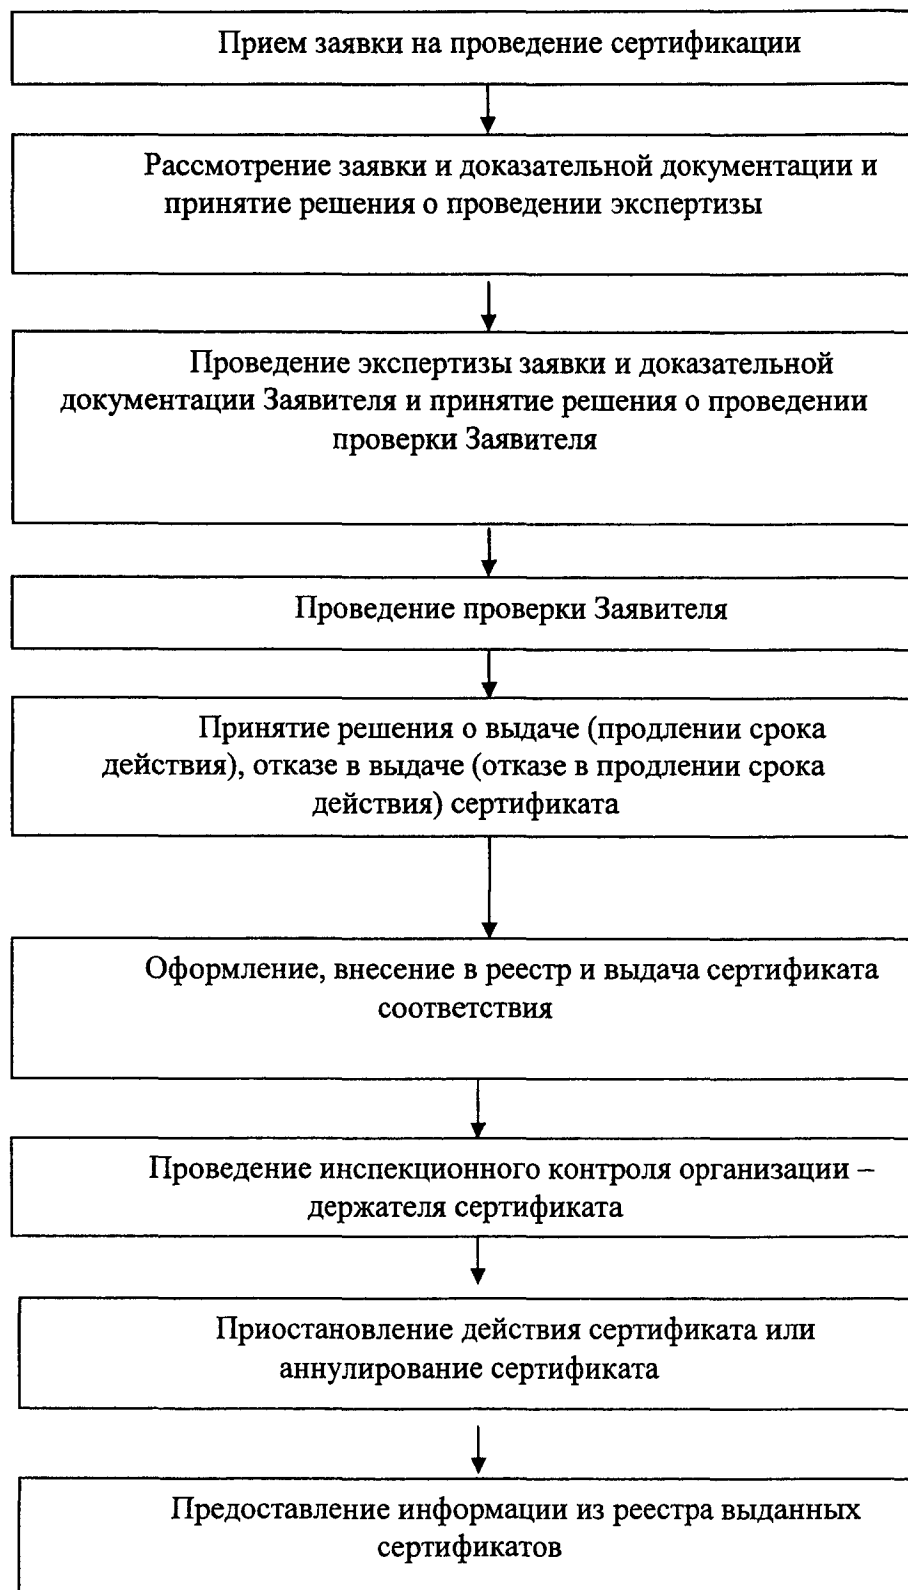 Прием заявки на проведение сертификации
Рассмотрение заявки и доказательной документации и
принятие решения о проведении экспертизы
Проведение экспертизы заявки и доказательной
документации Заявителя и принятие решения о проведении
проверки Заявителя
Проведение проверки Заявителя
Принятие решения о выдаче (продлении срока
действия), отказе в выдаче (отказе в продлении срока
действия) сертификата
Оформление, внесение в реестр и выдача сертификата
соответствия
Проведение инспекционного контроля организации –
держателя сертификата
Приостановление действия сертификата или
аннулирование сертификата
Предоставление информации из реестра выданных
сертификатов